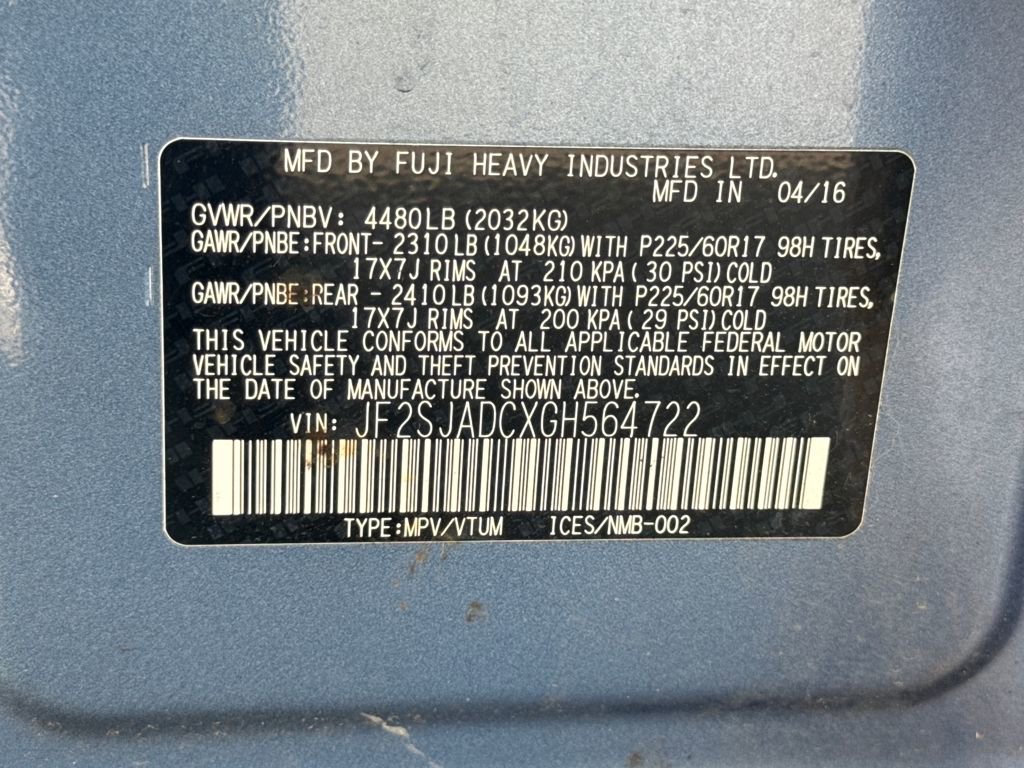 MFD BY FUJI HEAVY INDUSTRIES LTD.
MFD IN 04/16
GVWR/PNBV: 4480LB (2032KG)
GAWR/PNBE:FRONT- 2310LB (1048KG) WITH P225/60R17 98H TIRES,
17X7J RIMS AT 210 KPA ( 30 PSI) COLD
GAWR/PNBE:REAR - 2410LB (1093KG) WITH P225/60R17 98H TIRES,
17X7J RIMS AT 200 KPA ( 29 PSI) COLD
THIS VEHICLE CONFORMS TO ALL APPLICABLE FEDERAL MOTOR
VEHICLE SAFETY AND THEFT PREVENTION STANDARDS IN EFFECT ON
THE DATE OF MANUFACTURE SHOWN ABOVE.
VIN: JF2SJADCXGH564722
TYPE:MPV/VTUM ICES/NMB-002